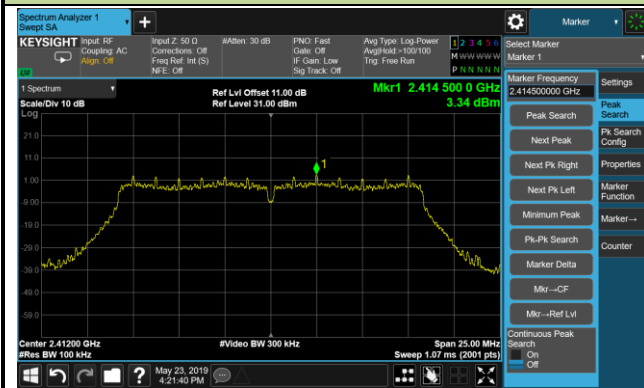 Spectrum Analyzer 1
Swept SA
KEYSIGHT
Input: RF
Coupling: AC
Align: Off
Input Z: 50 Ω
Corrections: Off
Freq Ref: Int (S)
NFE: Off
#Atten: 30 dB
PNO: Fast
Gate: Off
IF Gain: Low
Sig Track: Off
Avg Type: Log-Power
Avg|Hold:>100/100
Trig: Free Run
1 2 3 4 5 6
M W W W W W
P N N N N N
1 Spectrum
Scale/Div 10 dB
Log
Ref Lvl Offset 11.00 dB
Ref Level 31.00 dBm
Mkr1 2.414 500 0 GHz
3.34 dBm
21.0
11.0
1.00
-9.00
-19.0
-29.0
-39.0
-49.0
-59.0
1
Center 2.41200 GHz
#Res BW 100 kHz
#Video BW 300 kHz
Span 25.00 MHz
Sweep 1.07 ms (2001 pts)
May 23, 2019
4:21:40 PM
Marker
Select Marker
Marker 1
Marker Frequency
2.414500000 GHz
Peak Search
Next Peak
Next Pk Right
Next Pk Left
Minimum Peak
Pk-Pk Search
Marker Delta
Mkr→CF
Mkr→Ref Lvl
Continuous Peak
Search
On
Off
Settings
Peak
Search
Pk Search
Config
Properties
Marker
Function
Marker→
Counter